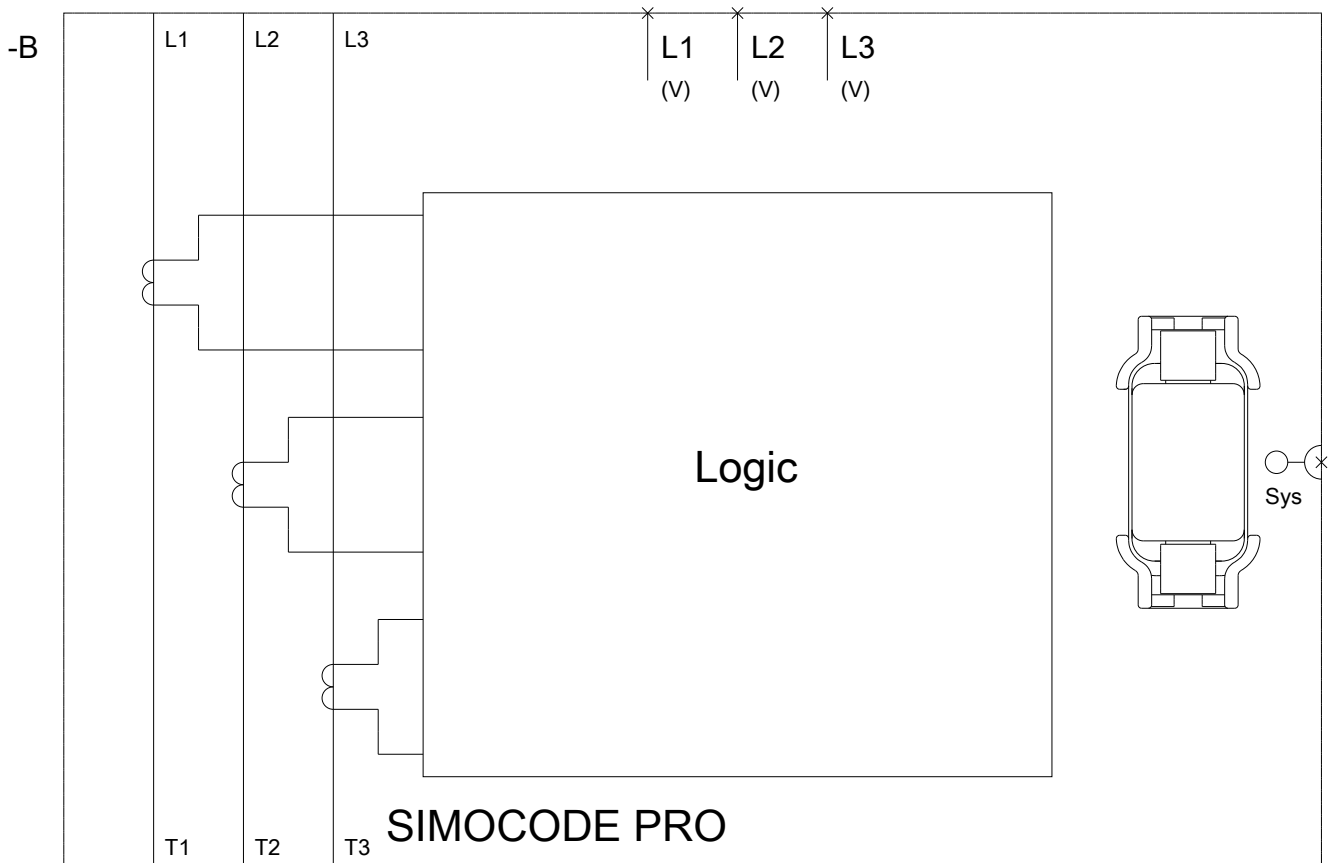 -B
L1 L2 L3 L1 L2 L3
(V) (V) (V)
Logic
Sys
SIMOCODE PRO
T1 T2 T3